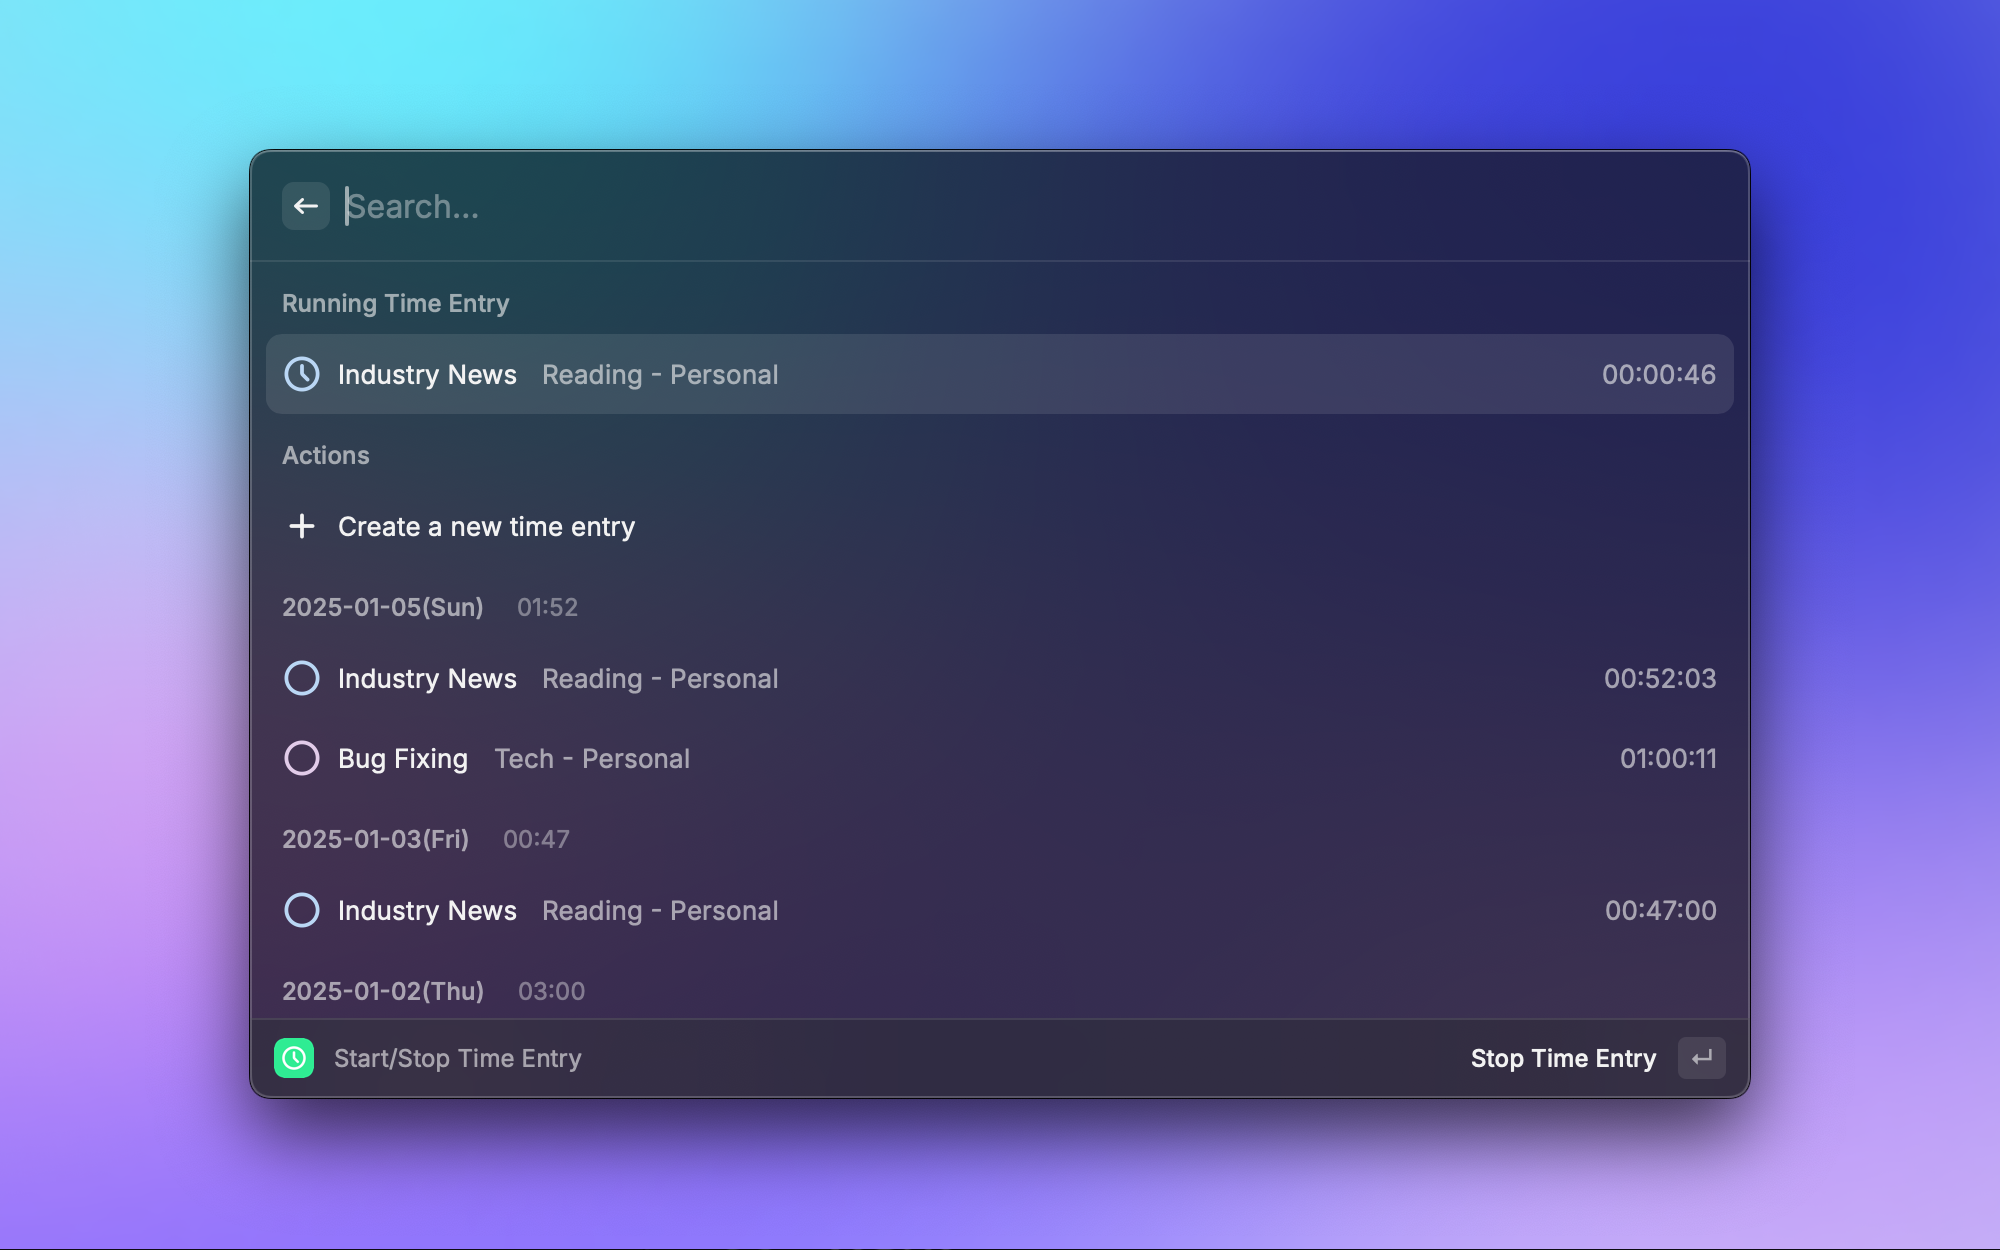 Search...
Running Time Entry
Industry News Reading - Personal 00:00:46
Actions
Create a new time entry
2025-01-05(Sun) 01:52
Industry News Reading - Personal 00:52:03
Bug Fixing Tech - Personal 01:00:11
2025-01-03(Fri) 00:47
Industry News Reading - Personal 00:47:00
2025-01-02(Thu) 03:00
Start/Stop Time Entry Stop Time Entry